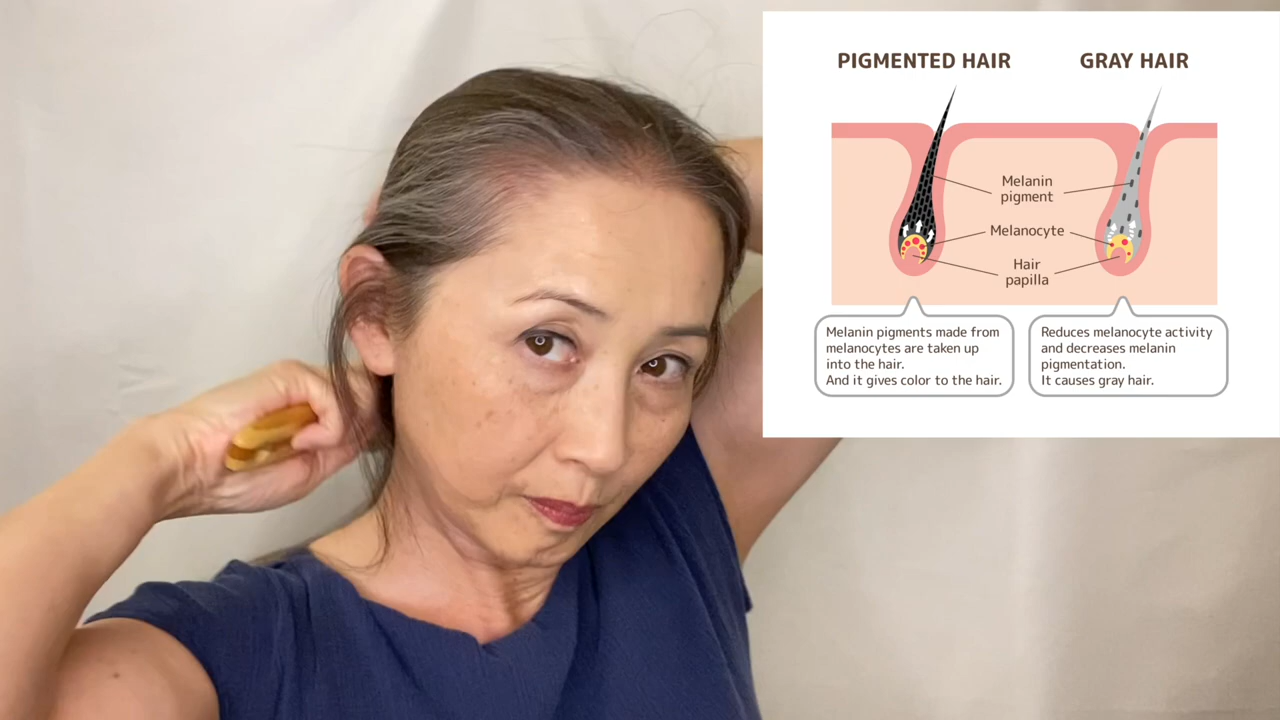 PIGMENTED HAIR
GRAY HAIR
Melanin
pigment
Melanocyte
Hair
papilla
Melanin pigments made from
melanocytes are taken up
into the hair.
And it gives color to the hair.
Reduces melanocyte activity
and decreases melanin
pigmentation.
It causes gray hair.